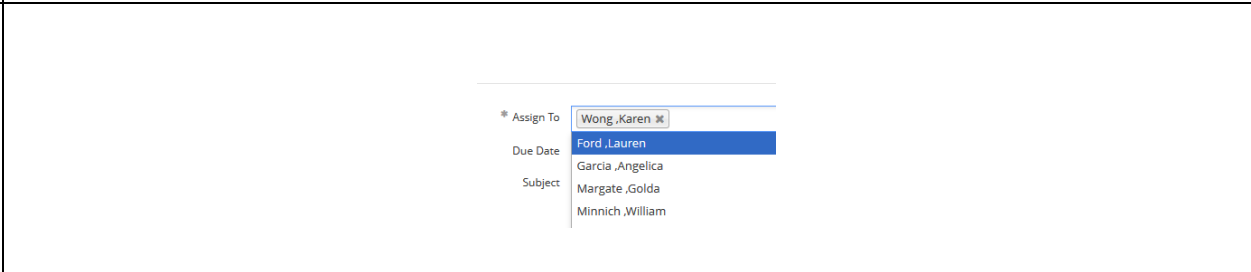 * Assign To Wong ,Karen ✖
Ford ,Lauren
Due Date
Garcia ,Angelica
Subject
Margate ,Golda
Minnich ,William